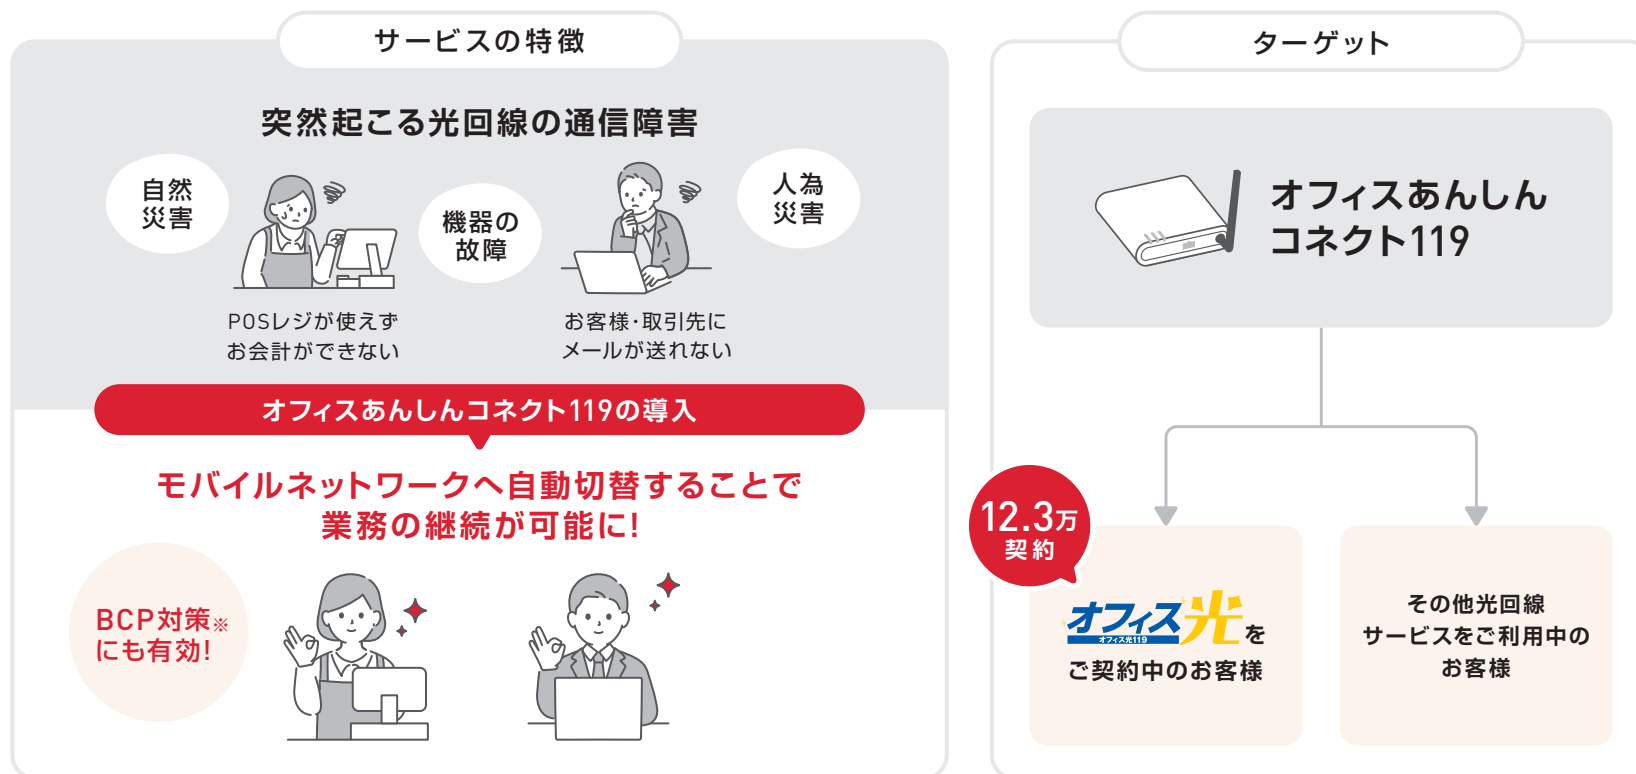 サービスの特徴
突然起こる光回線の通信障害
自然
災害
機器の
故障
人為
災害
POSレジが使えず
お会計ができない
お客様・取引先に
メールが送れない
オフィスあんしんコネクト119の導入
モバイルネットワークへ自動切替することで
業務の継続が可能に!
BCP対策※
にも有効!
ターゲット
オフィスあんしん
コネクト119
12.3万
契約
オフィス光を
オフィス光119
ご契約中のお客様
その他光回線
サービスをご利用中の
お客様